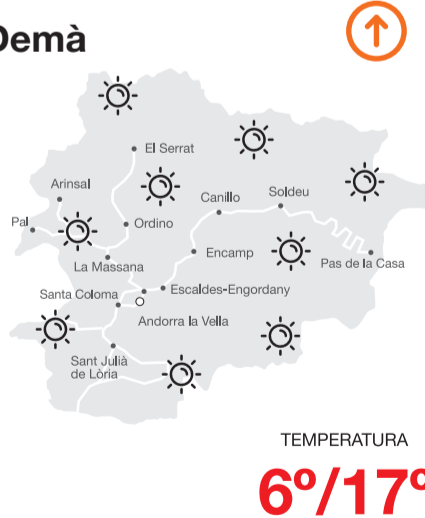 Demà
El Serrat
Arinsal
Canillo
Soldeu
Pal
Ordino
Encamp
Pas de la Casa
La Massana
Santa Coloma
Escaldes-Engordany
Andorra la Vella
Sant Julià
de Lòria
TEMPERATURA
6º/17º